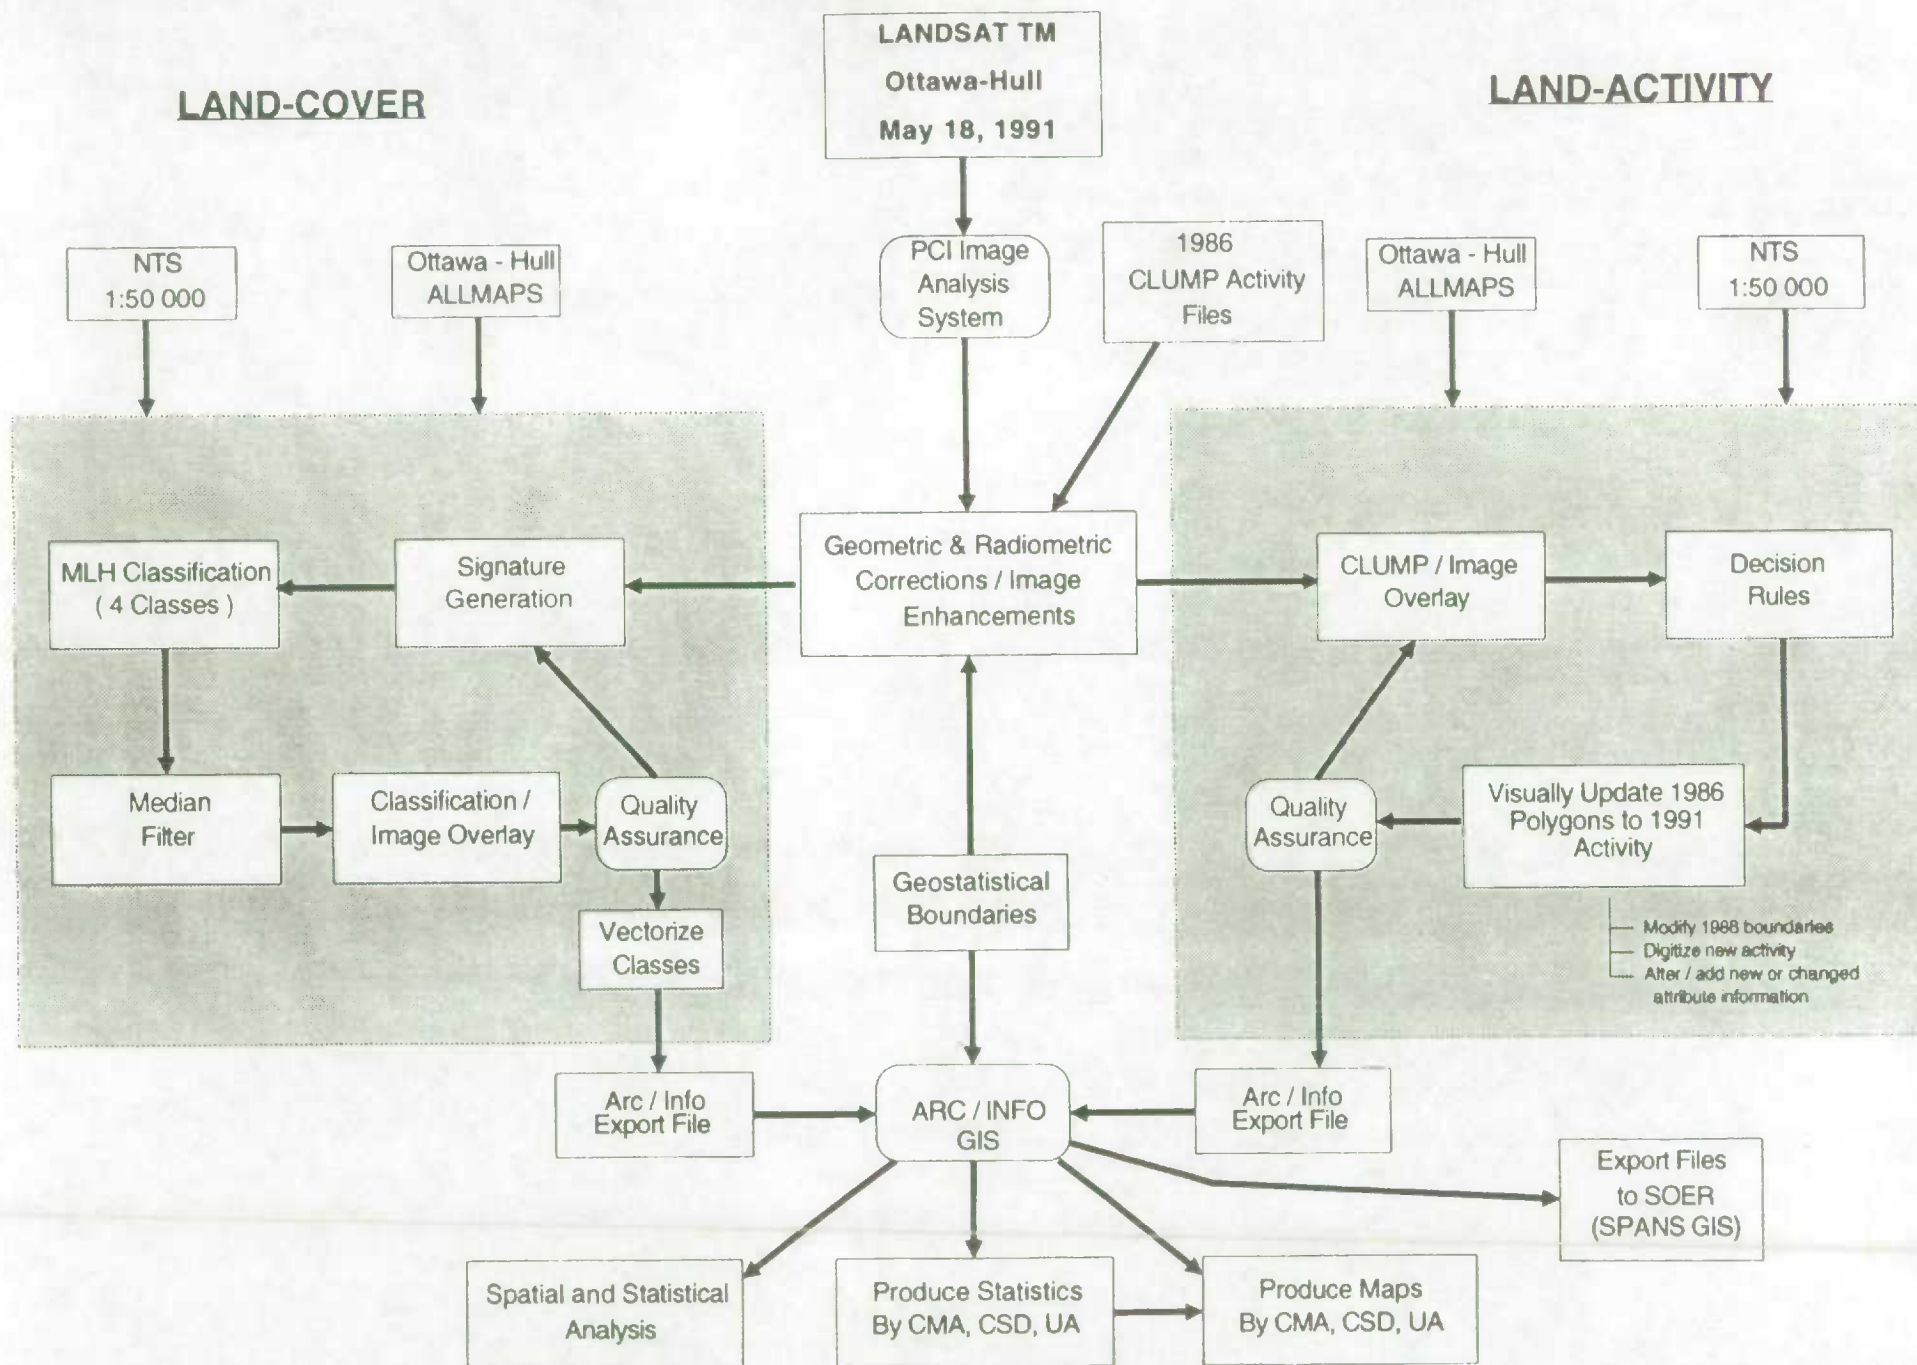 LAND-COVER
LANDSAT TM
Ottawa-Hull
May 18, 1991
LAND-ACTIVITY
NTS
1:50 000
Ottawa - Hull
ALLMAPS
PCI Image
Analysis
System
1986
CLUMP Activity
Files
Ottawa - Hull
ALLMAPS
NTS
1:50 000
MLH Classification
( 4 Classes )
Signature
Generation
Geometric & Radiometric
Corrections / Image
Enhancements
CLUMP / Image
Overlay
Decision
Rules
Median
Filter
Classification /
Image Overlay
Quality
Assurance
Vectorize
Classes
Geostatistical
Boundaries
Quality
Assurance
Visually Update 1986
Polygons to 1991
Activity
Modify 1986 boundaries
Digitize new activity
Alter / add new or changed
attribute information
Arc / Info
Export File
ARC / INFO
GIS
Arc / Info
Export File
Export Files
to SOER
(SPANS GIS)
Spatial and Statistical
Analysis
Produce Statistics
By CMA, CSD, UA
Produce Maps
By CMA, CSD, UA